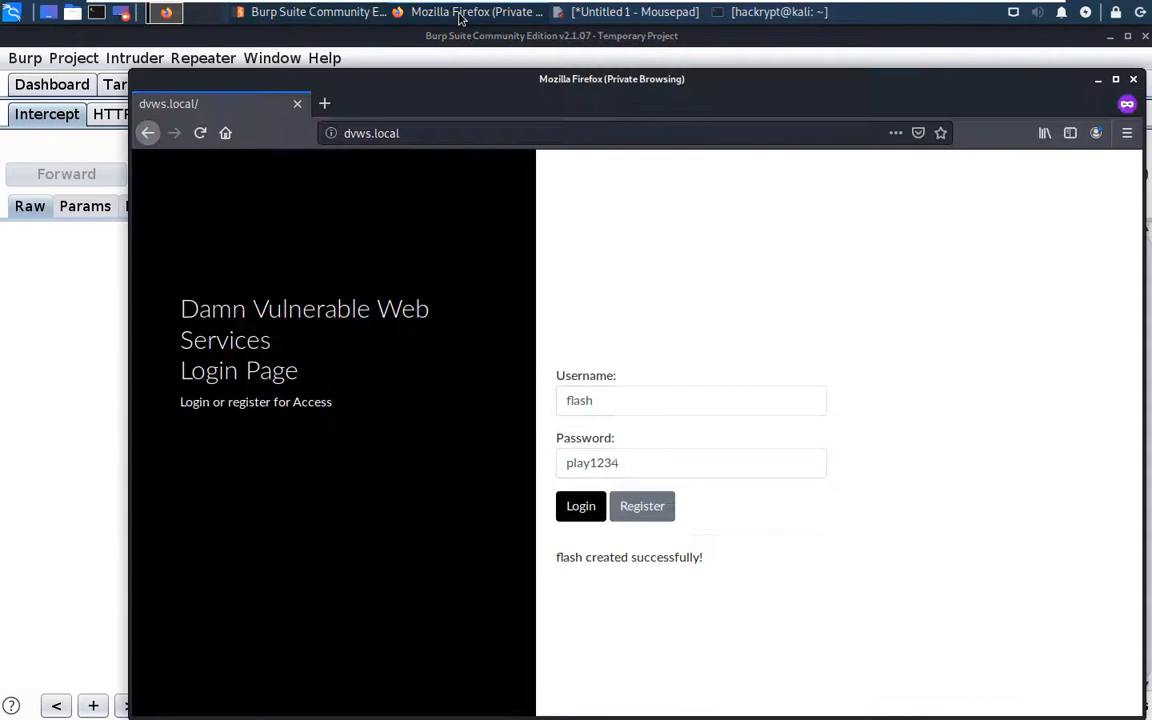 Burp Suite Community E...
Mozilla Firefox (Private ...
[*Untitled 1 - Mousepad]
[hackrypt@kali: ~]
Burp Suite Community Edition v2.1.07 - Temporary Project
Burp Project Intruder Repeater Window Help
Dashboard Tar
Mozilla Firefox (Private Browsing)
dvws.local/
Intercept HTTP
dvws.local
Forward
Raw Params
Damn Vulnerable Web
Services
Login Page
Login or register for Access
Username:
flash
Password:
play1234
Login Register
flash created successfully!
? < + >